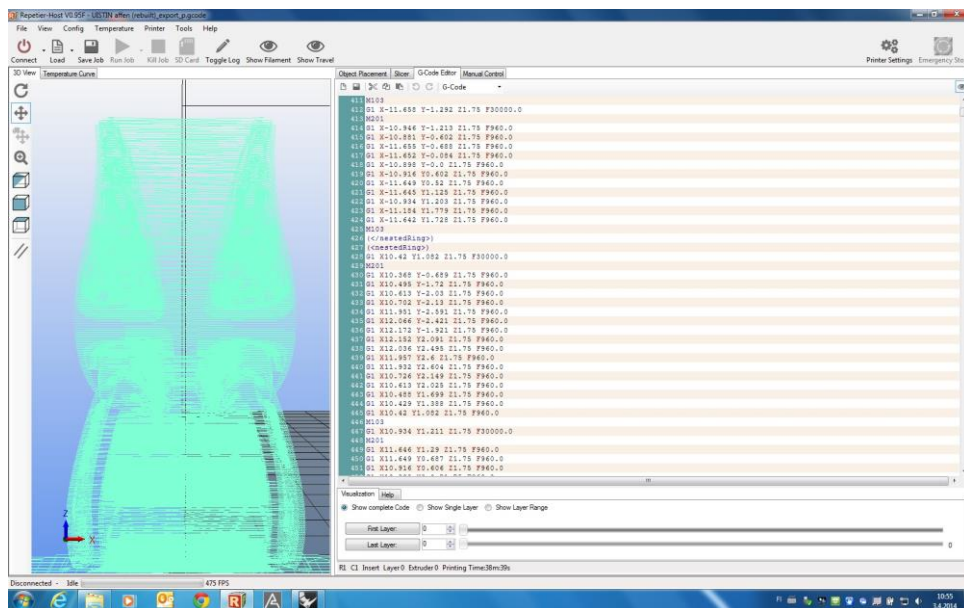 Repetier-Host V0.95F - UISTIN affen (rebuilt)_export_p.gcode
File View Config Temperature Printer Tools Help
Connect Load Save Job Run Job Kill Job SD Card Toggle Log Show Filament Show Travel Printer Settings Emergency Sto
3D View Temperature Curve Object Placement Slicer G-Code Editor Manual Control
G-Code
411 M103
412 G1 X-11.658 Y-1.292 Z1.75 F30000.0
413 M201
414 G1 X-10.946 Y-1.213 Z1.75 F960.0
415 G1 X-10.881 Y-0.602 Z1.75 F960.0
416 G1 X-11.655 Y-0.688 Z1.75 F960.0
417 G1 X-11.652 Y-0.084 Z1.75 F960.0
418 G1 X-10.898 Y-0.0 Z1.75 F960.0
419 G1 X-10.916 Y0.602 Z1.75 F960.0
420 G1 X-11.649 Y0.52 Z1.75 F960.0
421 G1 X-11.645 Y1.125 Z1.75 F960.0
422 G1 X-10.934 Y1.203 Z1.75 F960.0
423 G1 X-11.184 Y1.779 Z1.75 F960.0
424 G1 X-11.642 Y1.728 Z1.75 F960.0
425 M103
426 (</nestedRing>)
427 (<nestedRing>)
428 G1 X10.42 Y1.082 Z1.75 F30000.0
429 M201
430 G1 X10.368 Y-0.689 Z1.75 F960.0
431 G1 X10.495 Y-1.72 Z1.75 F960.0
432 G1 X10.613 Y-2.03 Z1.75 F960.0
433 G1 X10.702 Y-2.13 Z1.75 F960.0
434 G1 X11.951 Y-2.591 Z1.75 F960.0
435 G1 X12.066 Y-2.421 Z1.75 F960.0
436 G1 X12.172 Y-1.921 Z1.75 F960.0
437 G1 X12.152 Y2.091 Z1.75 F960.0
438 G1 X12.036 Y2.495 Z1.75 F960.0
439 G1 X11.957 Y2.6 Z1.75 F960.0
440 G1 X11.932 Y2.604 Z1.75 F960.0
441 G1 X10.726 Y2.149 Z1.75 F960.0
442 G1 X10.613 Y2.025 Z1.75 F960.0
443 G1 X10.488 Y1.699 Z1.75 F960.0
444 G1 X10.429 Y1.388 Z1.75 F960.0
445 G1 X10.42 Y1.082 Z1.75 F960.0
446 M103
447 G1 X10.934 Y1.211 Z1.75 F30000.0
448 M201
449 G1 X11.646 Y1.29 Z1.75 F960.0
450 G1 X11.649 Y0.687 Z1.75 F960.0
451 G1 X10.916 Y0.606 Z1.75 F960.0
Visualization Help
Show complete Code Show Single Layer Show Layer Range
First Layer: 0
Last Layer: 0 0
Z
X
R1 C1 Insert Layer 0 Extruder 0 Printing Time:38m:39s
Disconnected - Idle 475 FPS
FI 10:55
3.4.2014